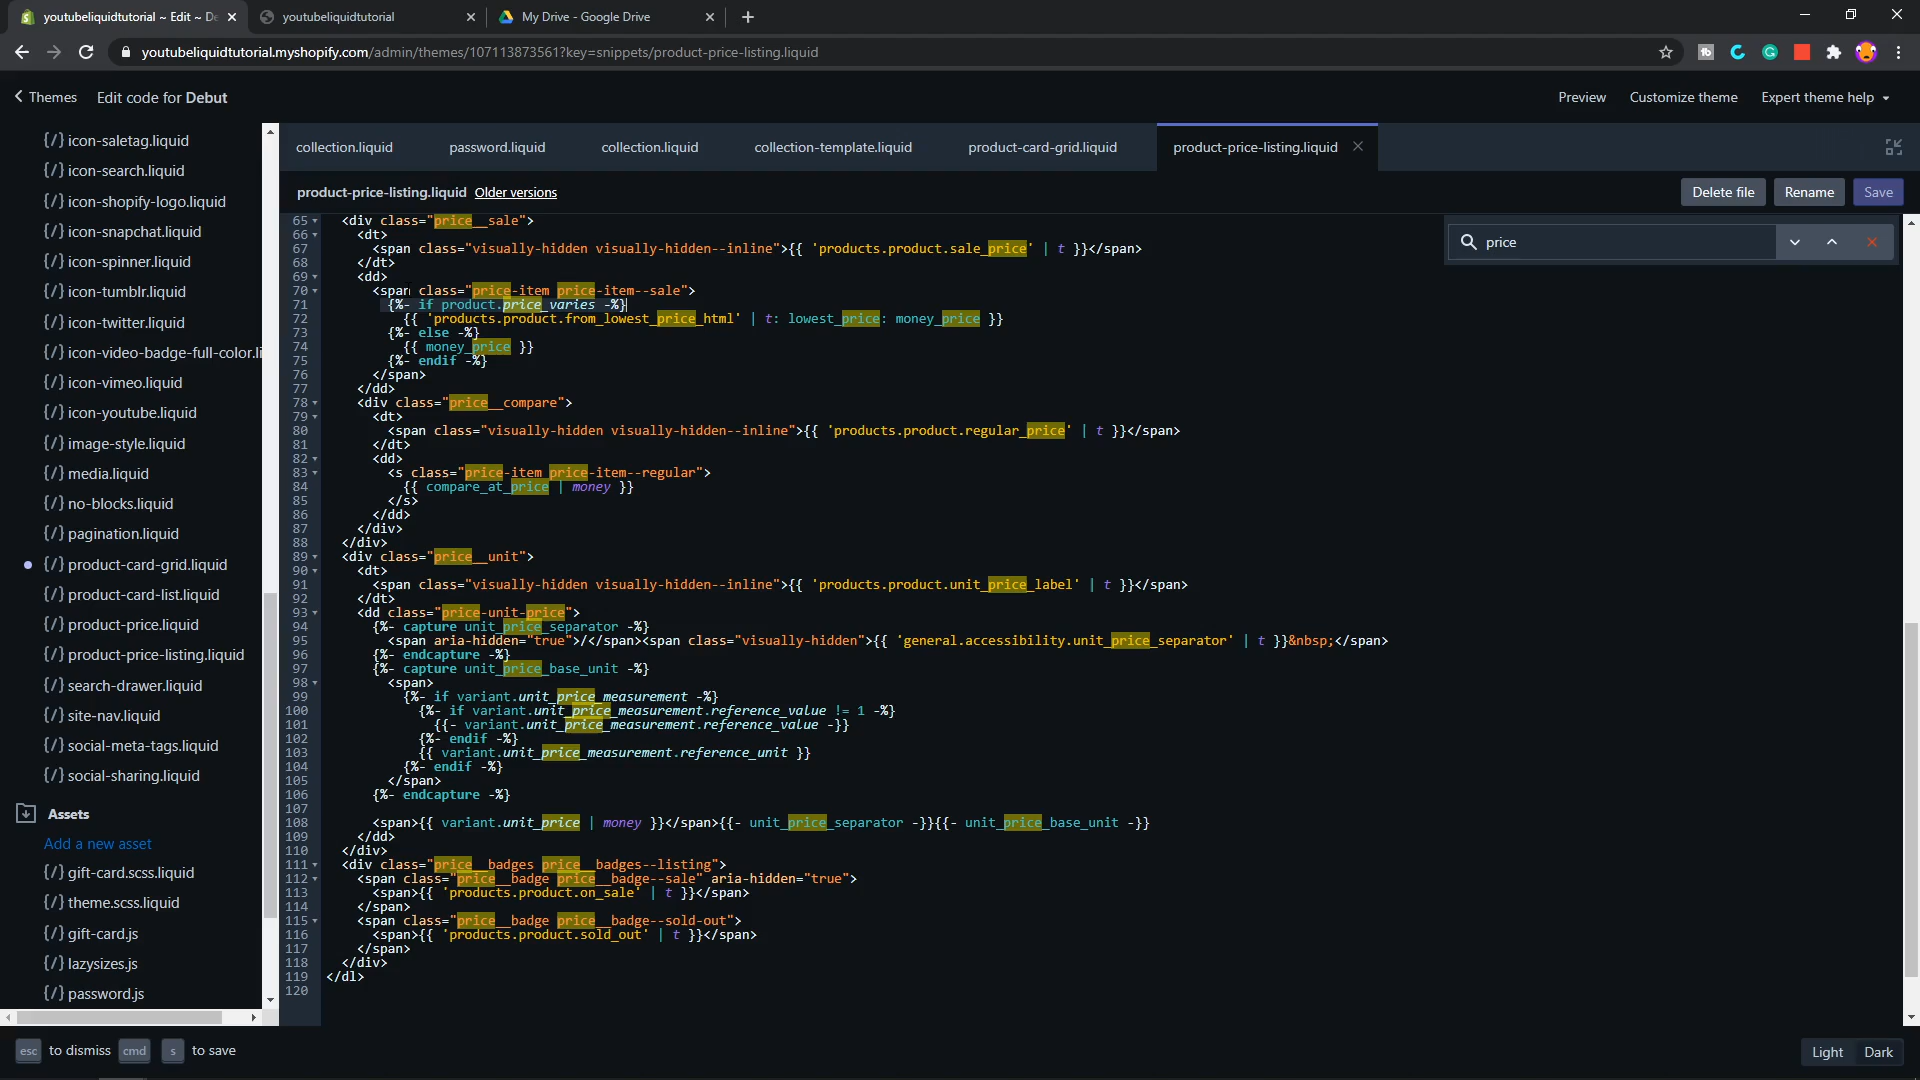 youtubeliquidtutorial ~ Edit ~ De
youtubeliquidtutorial
My Drive - Google Drive
youtubeliquidtutorial.myshopify.com/admin/themes/107113873561?key=snippets/product-price-listing.liquid
Themes
Edit code for Debut
Preview
Customize theme
Expert theme help
{/} icon-saletag.liquid
{/} icon-search.liquid
{/} icon-shopify-logo.liquid
{/} icon-snapchat.liquid
{/} icon-spinner.liquid
{/} icon-tumblr.liquid
{/} icon-twitter.liquid
{/} icon-video-badge-full-color.li
{/} icon-vimeo.liquid
{/} icon-youtube.liquid
{/} image-style.liquid
{/} media.liquid
{/} no-blocks.liquid
{/} pagination.liquid
{/} product-card-grid.liquid
{/} product-card-list.liquid
{/} product-price.liquid
{/} product-price-listing.liquid
{/} search-drawer.liquid
{/} site-nav.liquid
{/} social-meta-tags.liquid
{/} social-sharing.liquid
Assets
Add a new asset
{/} gift-card.scss.liquid
{/} theme.scss.liquid
{/} gift-card.js
{/} lazysizes.js
{/} password.js
collection.liquid
password.liquid
collection.liquid
collection-template.liquid
product-card-grid.liquid
product-price-listing.liquid
product-price-listing.liquid Older versions
Delete file
Rename
Save
price
65 <div class="price__sale">
66 <dt>
67 <span class="visually-hidden visually-hidden--inline">{{ 'products.product.sale_price' | t }}</span>
68 </dt>
69 <dd>
70 <span class="price-item price-item--sale">
71 {%- if product.price_varies -%}
72 {{ 'products.product.from_lowest_price_html' | t: lowest_price: money_price }}
73 {%- else -%}
74 {{ money_price }}
75 {%- endif -%}
76 </span>
77 </dd>
78 <div class="price__compare">
79 <dt>
80 <span class="visually-hidden visually-hidden--inline">{{ 'products.product.regular_price' | t }}</span>
81 </dt>
82 <dd>
83 <s class="price-item price-item--regular">
84 {{ compare_at_price | money }}
85 </s>
86 </dd>
87 </div>
88 </div>
89 <div class="price__unit">
90 <dt>
91 <span class="visually-hidden visually-hidden--inline">{{ 'products.product.unit_price_label' | t }}</span>
92 </dt>
93 <dd class="price-unit-price">
94 {%- capture unit_price_separator -%}
95 <span aria-hidden="true">/</span><span class="visually-hidden">{{ 'general.accessibility.unit_price_separator' | t }}&nbsp;</span>
96 {%- endcapture -%}
97 {%- capture unit_price_base_unit -%}
98 <span>
99 {%- if variant.unit_price_measurement -%}
100 {%- if variant.unit_price_measurement.reference_value != 1 -%}
101 {{- variant.unit_price_measurement.reference_value -}}
102 {%- endif -%}
103 {{ variant.unit_price_measurement.reference_unit }}
104 {%- endif -%}
105 </span>
106 {%- endcapture -%}
107
108 <span>{{ variant.unit_price | money }}</span>{{- unit_price_separator -}}{{- unit_price_base_unit -}}
109 </dd>
110 </div>
111 <div class="price__badges price__badges--listing">
112 <span class="price__badge price__badge--sale" aria-hidden="true">
113 <span>{{ 'products.product.on_sale' | t }}</span>
114 </span>
115 <span class="price__badge price__badge--sold-out">
116 <span>{{ 'products.product.sold_out' | t }}</span>
117 </span>
118 </div>
119 </dl>
120
esc to dismiss cmd s to save
Light Dark